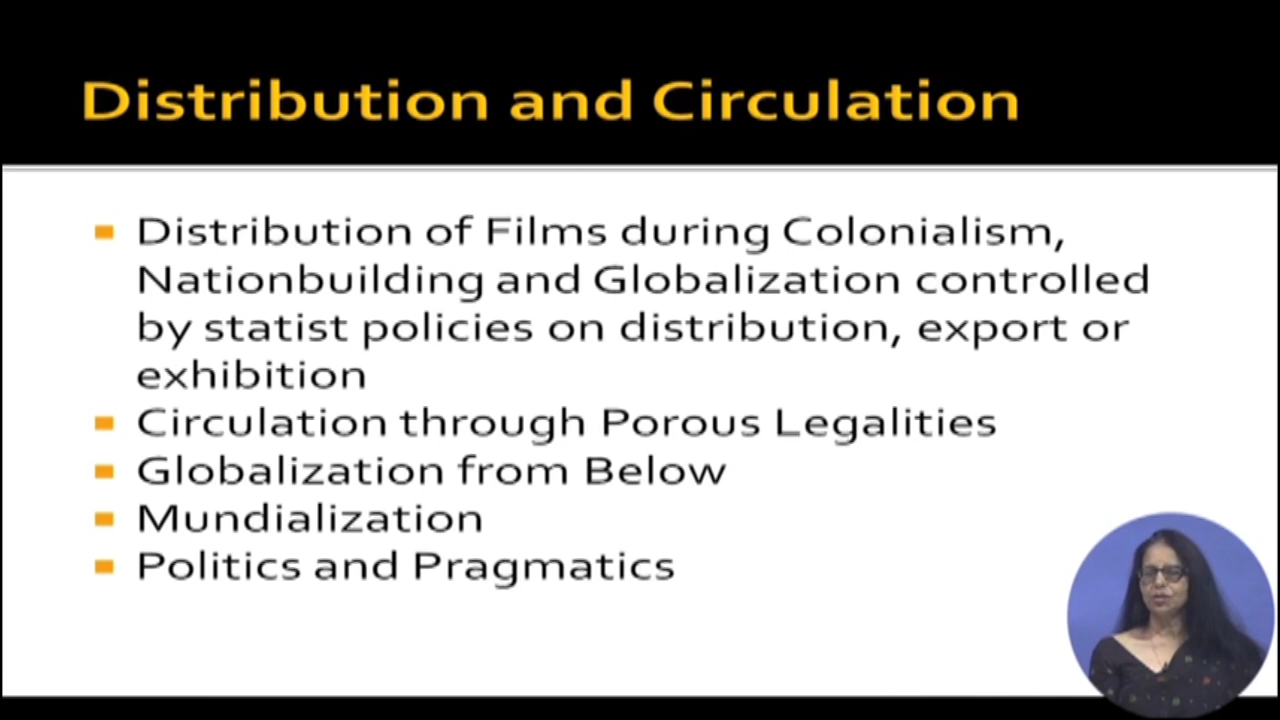 Distribution and Circulation
Distribution of Films during Colonialism,
Nationbuilding and Globalization controlled
by statist policies on distribution, export or
exhibition
Circulation through Porous Legalities
Globalization from Below
Mundialization
Politics and Pragmatics